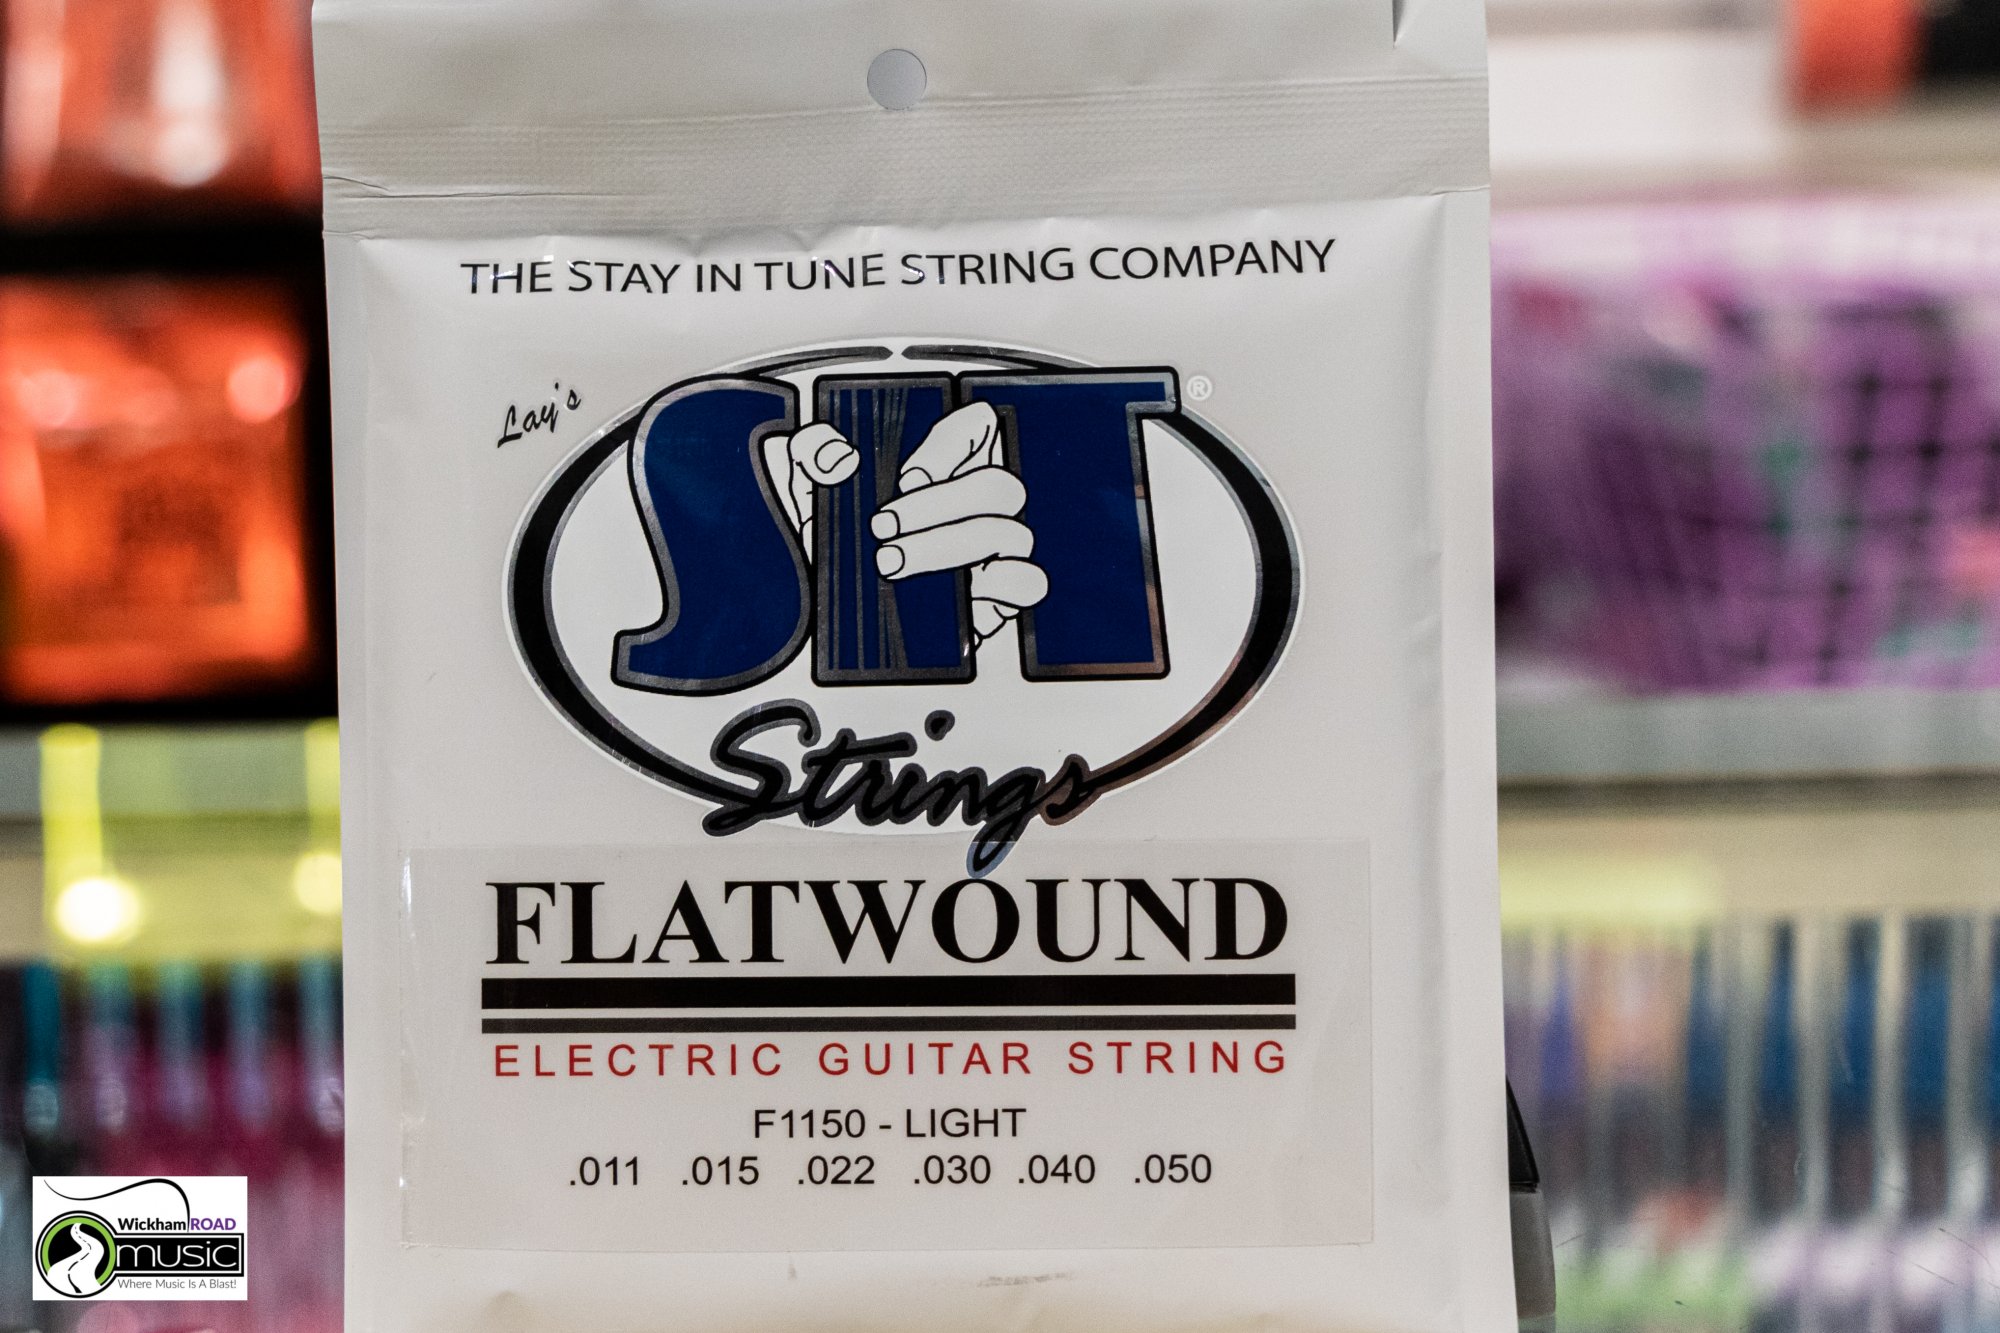 THE STAY IN TUNE STRING COMPANY
Lay's
SIT ®
Strings
FLATWOUND
ELECTRIC GUITAR STRING
F1150 - LIGHT
.011 .015 .022 .030 .040 .050
Wickham ROAD
music
Where Music Is A Blast!